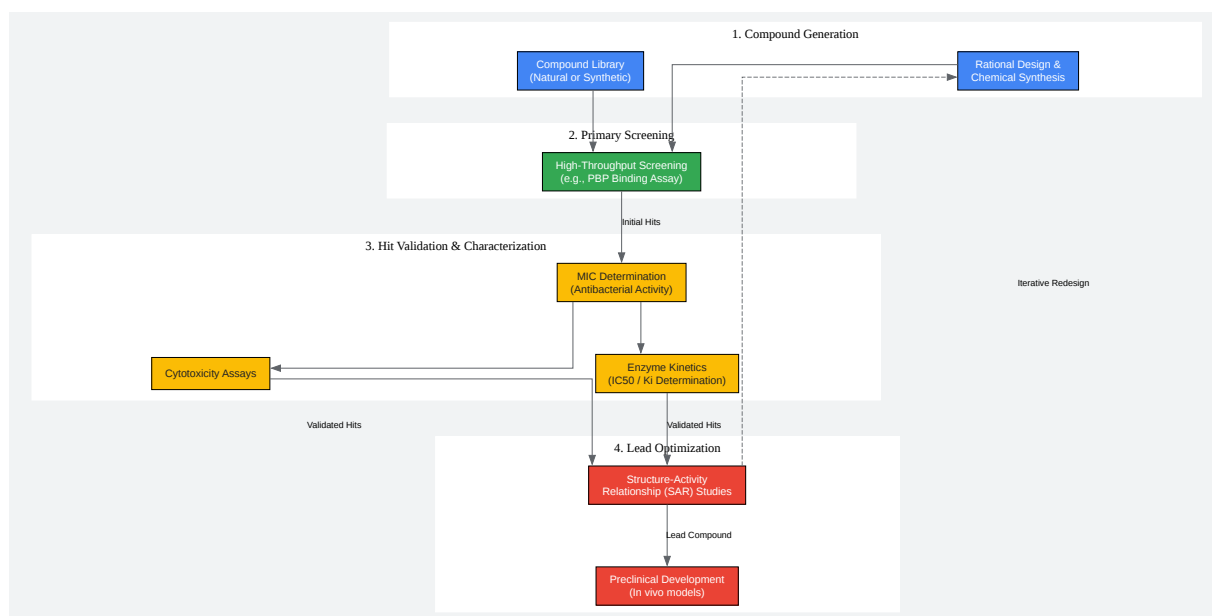 1. Compound Generation
Compound Library
(Natural or Synthetic)
Rational Design &
Chemical Synthesis
2. Primary Screening
High-Throughput Screening
(e.g., PBP Binding Assay)
Initial Hits
3. Hit Validation & Characterization
MIC Determination
(Antibacterial Activity)
Iterative Redesign
Cytotoxicity Assays
Enzyme Kinetics
(IC50 / Ki Determination)
Validated Hits
Validated Hits
4. Lead Optimization
Structure-Activity
Relationship (SAR) Studies
Lead Compound
Preclinical Development
(In vivo models)